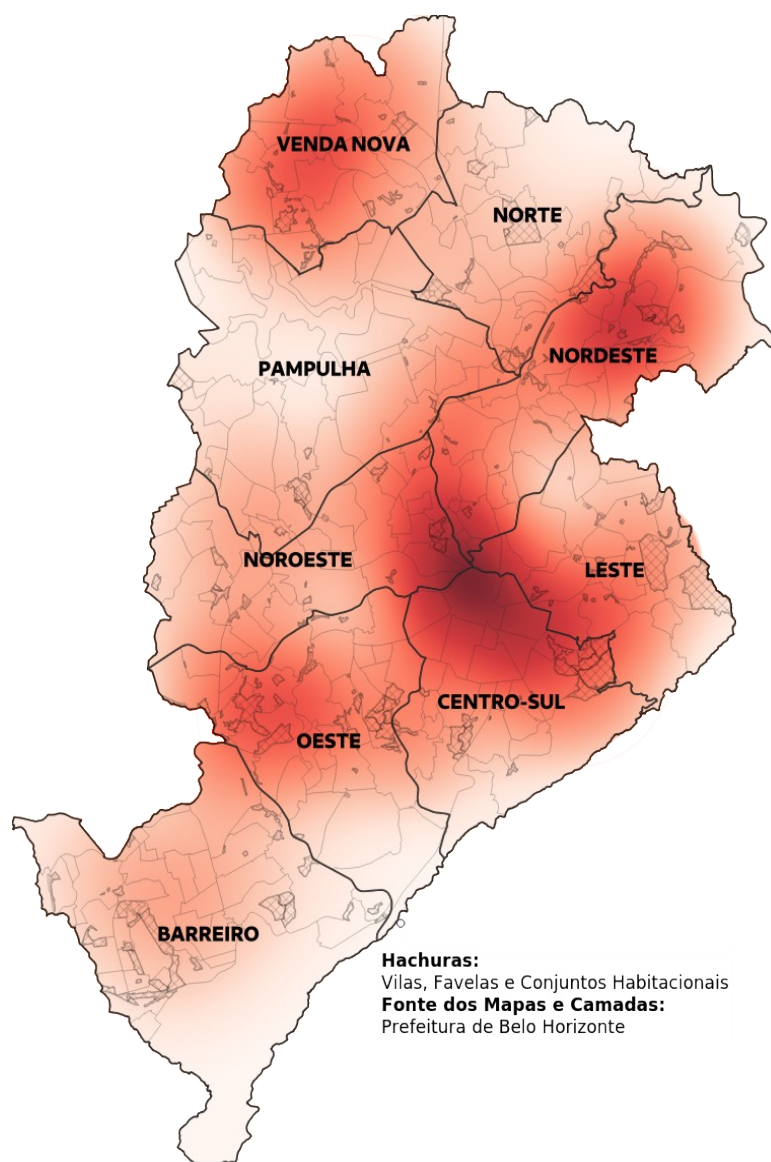 VENDA NOVA
NORTE
NORDESTE
PAMPULHA
NOROESTE
LESTE
CENTRO-SUL
OESTE
BARREIRO
Hachuras:
Vilas, Favelas e Conjuntos Habitacionais
Fonte dos Mapas e Camadas:
Prefeitura de Belo Horizonte